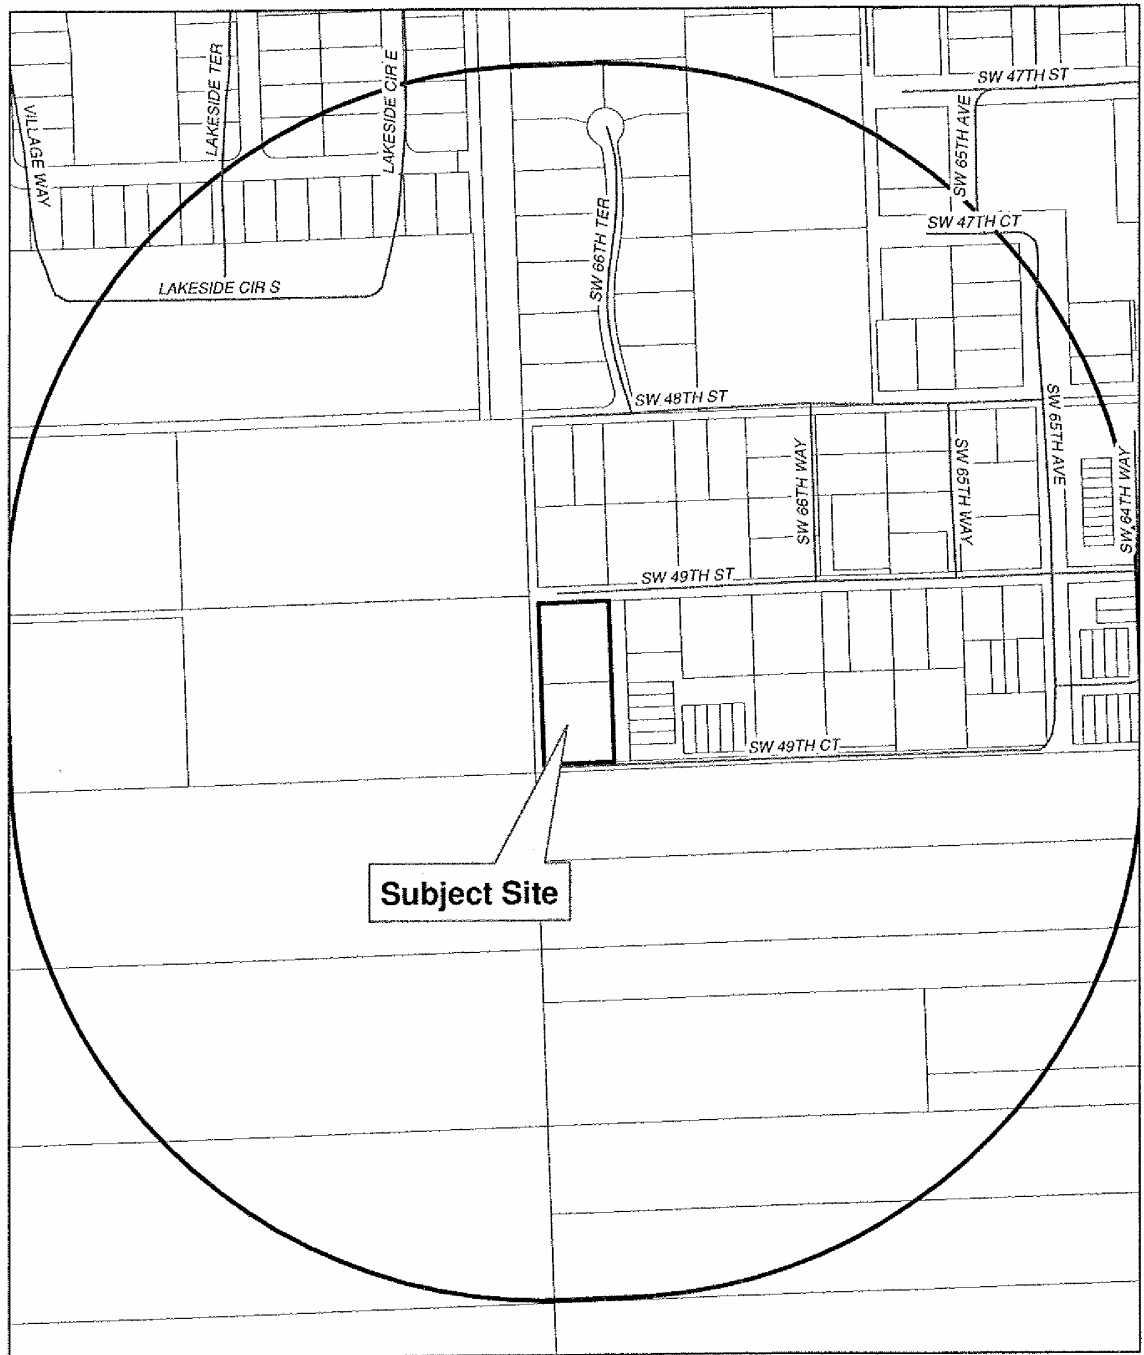 SW 47TH ST
LAKESIDE TER
LAKESIDE CIR E
VILLAGE WAY
SW 65TH AVE
SW 47TH CT
SW 66TH TER
LAKESIDE CIR S
SW 48TH ST
SW 65TH AVE
SW 66TH WAY
SW 65TH WAY
SW 64TH WAY
SW 49TH ST
SW 49TH CT
Subject Site